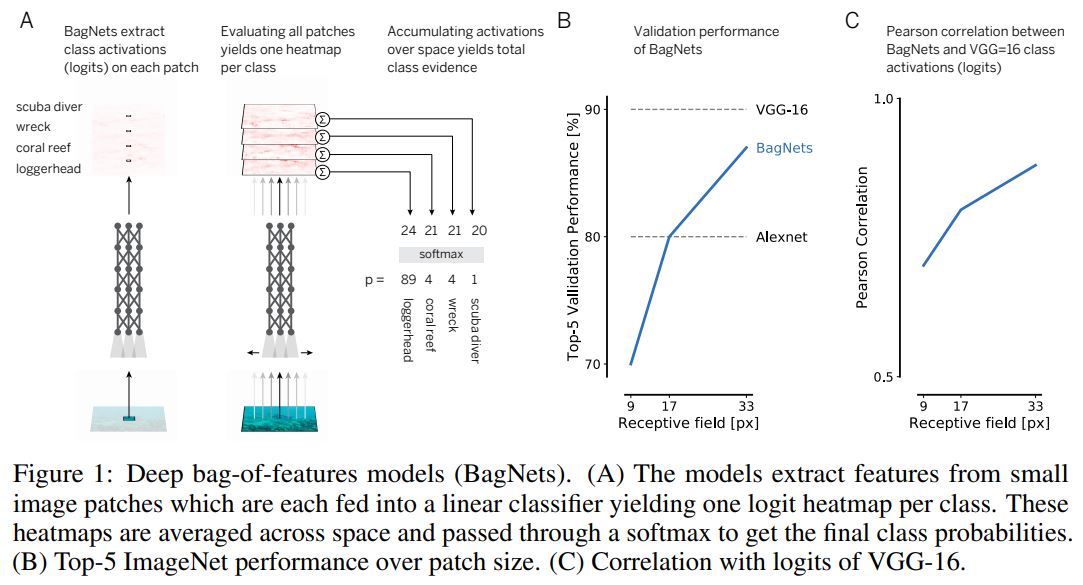 A
BagNets extract
class activations
(logits) on each patch
Evaluating all patches
yields one heatmap
per class
Accumulating activations
over space yields total
class evidence
scuba diver
wreck
coral reef
loggerhead
Σ
Σ
Σ
Σ
24 21 21 20
softmax
p = 89 4 4 1
loggerhead
coral reef
wreck
scuba diver
B
Validation performance
of BagNets
Top-5 Vallidation Performance [%]
90
80
70
VGG-16
BagNets
Alexnet
9 17 33
Receptive field [px]
C
Pearson correlation between
BagNets and VGG=16 class
activations (logits)
Pearson Correlation
1.0
0.5
9 17 33
Receptive field [px]
Figure 1: Deep bag-of-features models (BagNets). (A) The models extract features from small
image patches which are each fed into a linear classifier yielding one logit heatmap per class. These
heatmaps are averaged across space and passed through a softmax to get the final class probabilities.
(B) Top-5 ImageNet performance over patch size. (C) Correlation with logits of VGG-16.